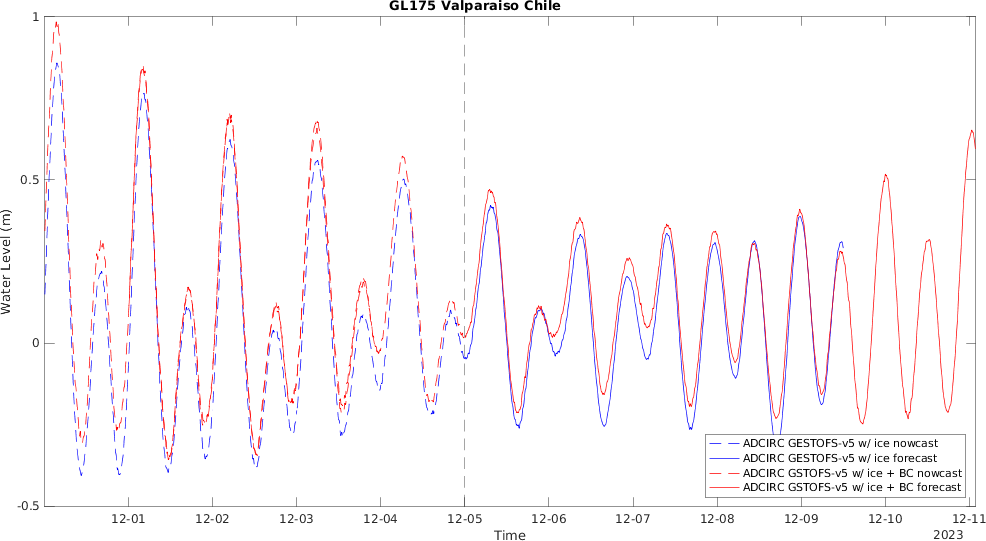 GL175 Valparaiso Chile
1
0.5
0
-0.5
Water Level (m)
12-01 12-02 12-03 12-04 12-05 12-06 12-07 12-08 12-09 12-10 12-11
Time
2023
ADCIRC GESTOFS-v5 w/ ice nowcast
ADCIRC GESTOFS-v5 w/ ice forecast
ADCIRC GSTOFS-v5 w/ ice + BC nowcast
ADCIRC GSTOFS-v5 w/ ice + BC forecast